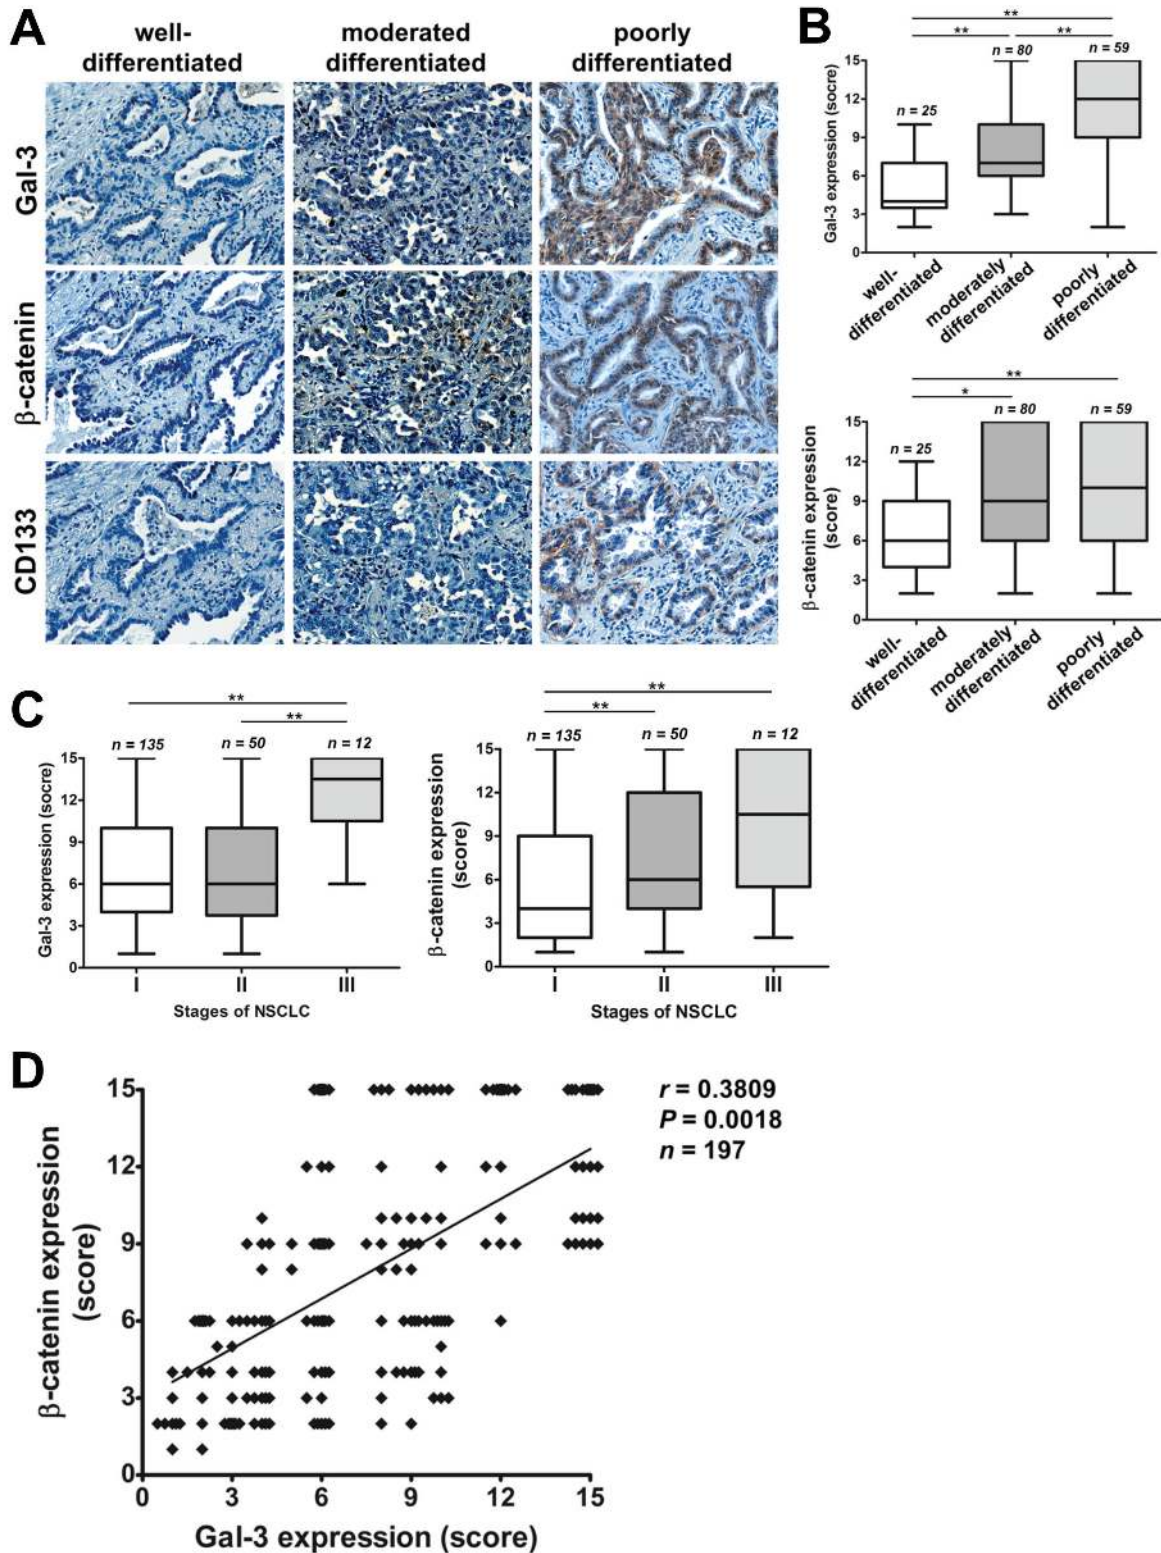 A
well-
differentiated
moderated
differentiated
poorly
differentiated
Gal-3
β-catenin
CD133
B
**
** **
n = 25
n = 80
n = 59
Gal-3 expression (socre)
15
12
9
6
3
0
well-
differentiated
moderately
differentiated
poorly
differentiated
**
*
n = 25
n = 80
n = 59
β-catenin expression
(score)
15
12
9
6
3
0
well-
differentiated
moderately
differentiated
poorly
differentiated
C
**
**
n = 135
n = 50
n = 12
Gal-3 expression (socre)
15
12
9
6
3
0
I II III
Stages of NSCLC
**
**
n = 135
n = 50
n = 12
β-catenin expression
(score)
15
12
9
6
3
0
I II III
Stages of NSCLC
D
β-catenin expression
(score)
15
12
9
6
3
0
0 3 6 9 12 15
Gal-3 expression (score)
r = 0.3809
P = 0.0018
n = 197